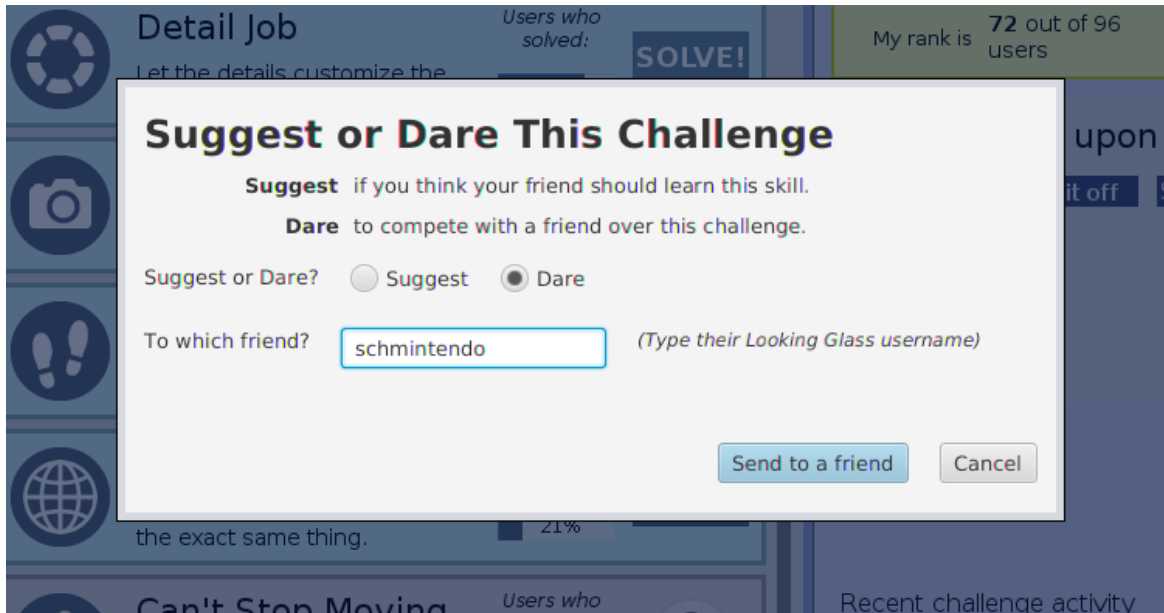 Detail Job
Users who
solved:
SOLVE!
Let the details customize the
My rank is
72 out of 96
users
Suggest or Dare This Challenge
Suggest if you think your friend should learn this skill.
Dare to compete with a friend over this challenge.
Suggest or Dare? Suggest Dare
To which friend? schmintendo (Type their Looking Glass username)
Send to a friend Cancel
upon
it off
21%
the exact same thing.
Can't Stop Moving
Users who
Recent challenge activity